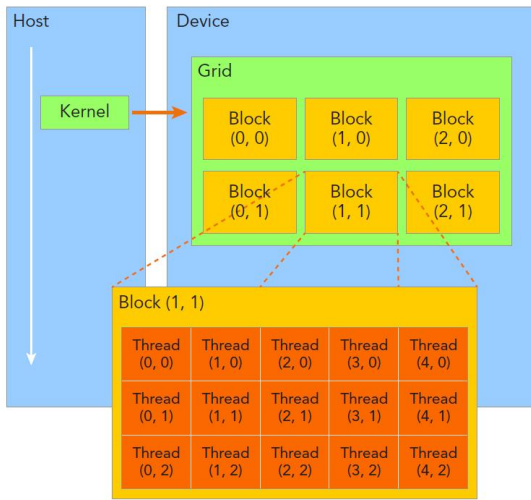 Host
Device
Grid
Kernel
Block
(0, 0)
Block
(1, 0)
Block
(2, 0)
Block
(0, 1)
Block
(1, 1)
Block
(2, 1)
Block (1, 1)
Thread
(0, 0)
Thread
(1, 0)
Thread
(2, 0)
Thread
(3, 0)
Thread
(4, 0)
Thread
(0, 1)
Thread
(1, 1)
Thread
(2, 1)
Thread
(3, 1)
Thread
(4, 1)
Thread
(0, 2)
Thread
(1, 2)
Thread
(2, 2)
Thread
(3, 2)
Thread
(4, 2)